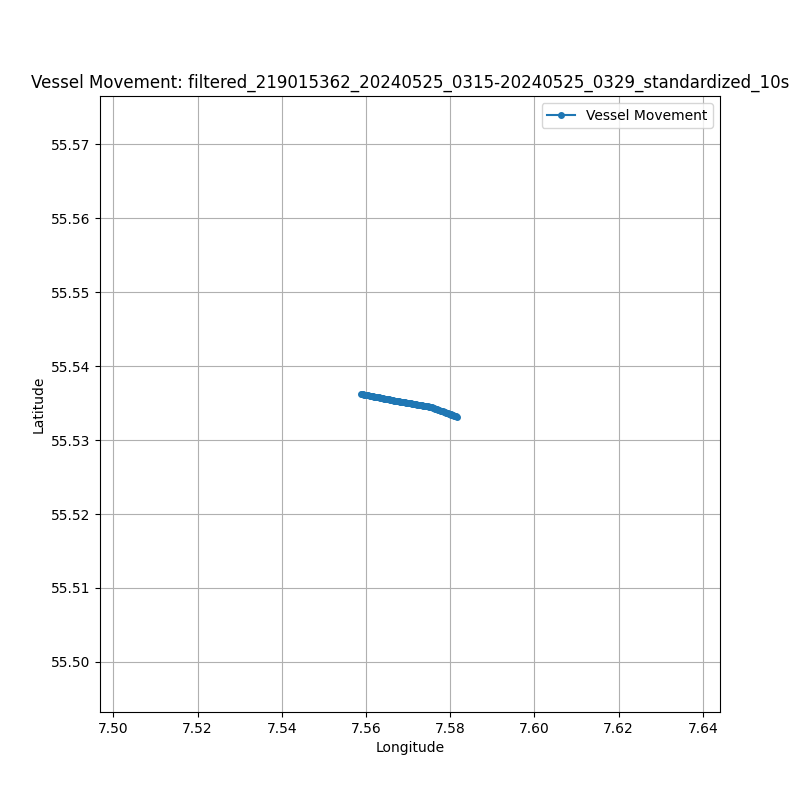 Vessel Movement: filtered_219015362_20240525_0315-20240525_0329_standardized_10s
Vessel Movement
55.57
55.56
55.55
55.54
55.53
55.52
55.51
55.50
Latitude
7.50 7.52 7.54 7.56 7.58 7.60 7.62 7.64
Longitude